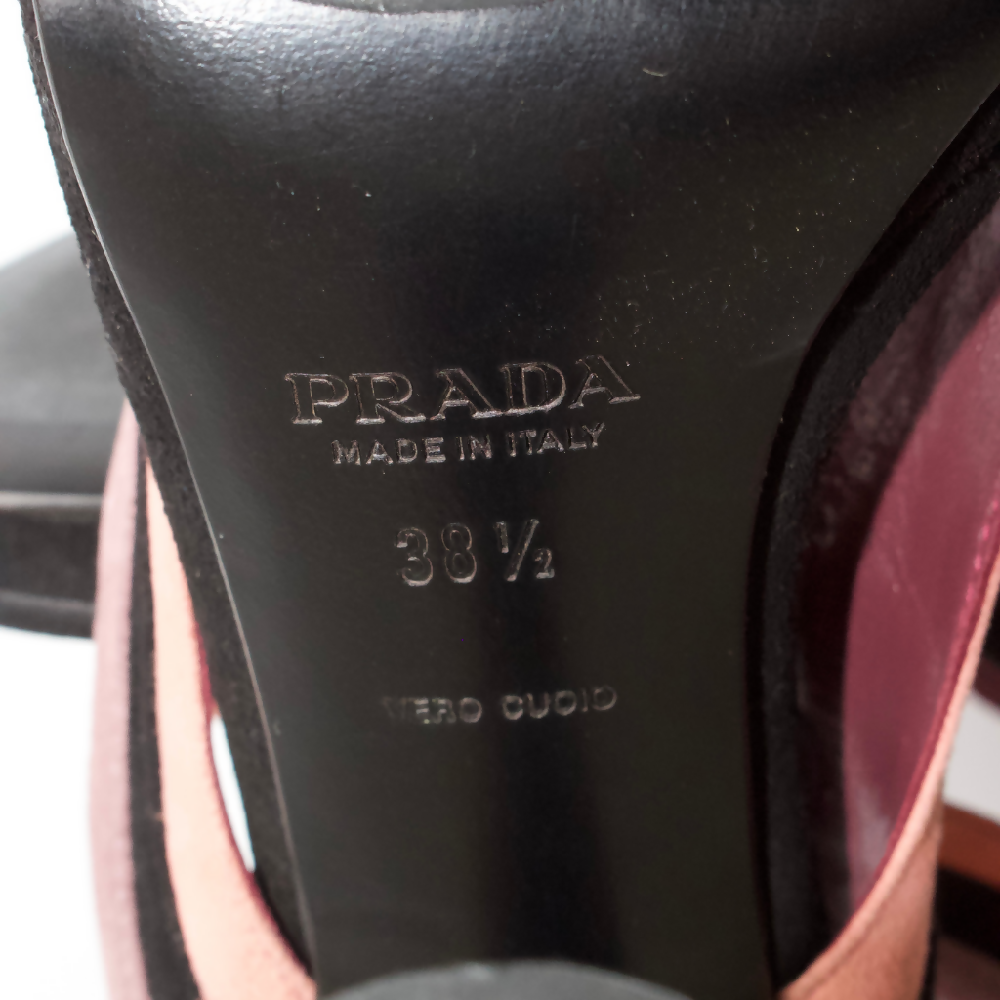 PRADA
MADE IN ITALY
38 ½
VERO CUOIO